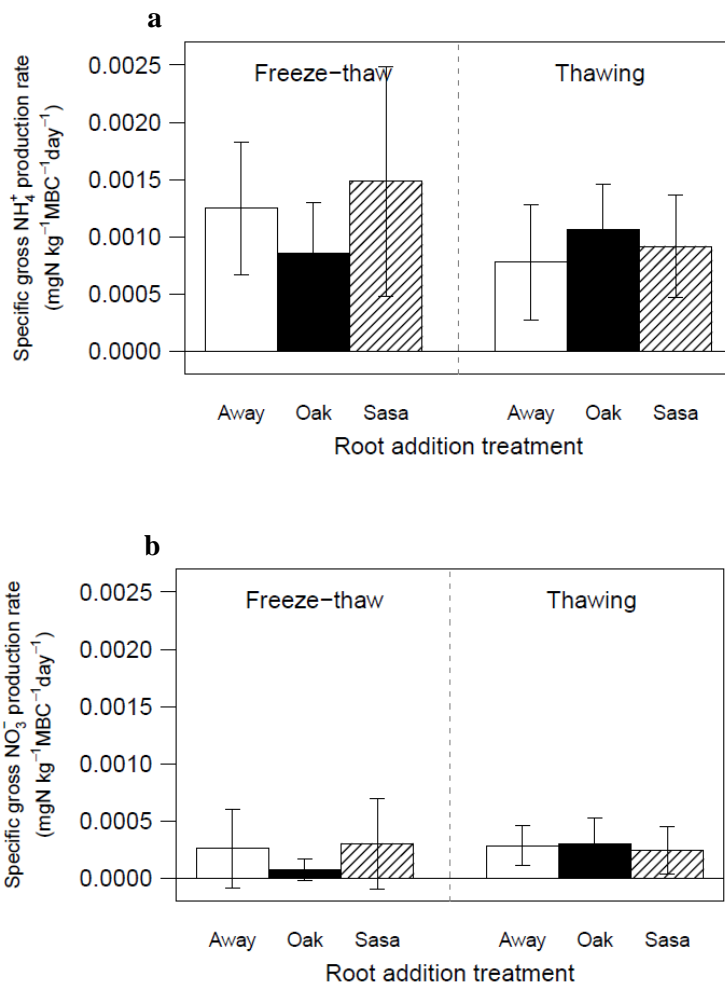 a
Specific gross NH₄⁺ production rate
(mgN kg⁻¹MBC⁻¹day⁻¹)
0.0025
0.0020
0.0015
0.0010
0.0005
0.0000
Freeze−thaw
Thawing
Away Oak Sasa Away Oak Sasa
Root addition treatment
b
Specific gross NO₃⁻ production rate
(mgN kg⁻¹MBC⁻¹day⁻¹)
0.0025
0.0020
0.0015
0.0010
0.0005
0.0000
Freeze−thaw
Thawing
Away Oak Sasa Away Oak Sasa
Root addition treatment